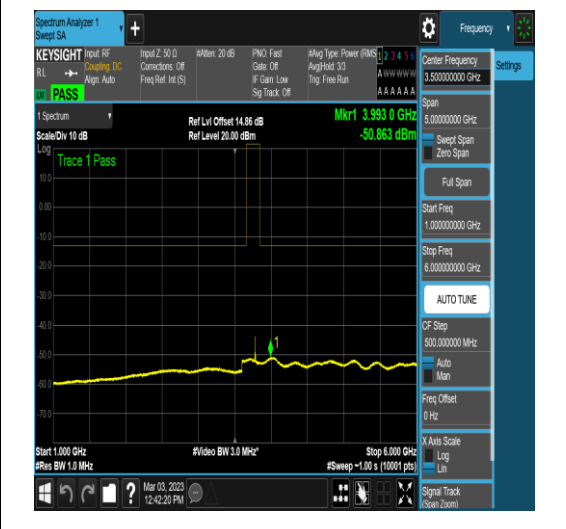 Spectrum Analyzer 1
Swept SA
Frequency
KEYSIGHT
Input: RF
Coupling: DC
Align: Auto
RL
LXI
PASS
Input Z: 50 Ω
Corrections: Off
Freq Ref: Int (S)
#Atten: 20 dB
PNO: Fast
Gate: Off
IF Gain: Low
Sig Track: Off
#Avg Type: Power (RMS)
Avg|Hold: 3/3
Trig: Free Run
1 2 3 4 5 6
A W W W W W
A A A A A A
1 Spectrum
Scale/Div 10 dB
Ref Lvl Offset 14.86 dB
Ref Level 20.00 dBm
Mkr1 3.993 0 GHz
-50.863 dBm
Log
Trace 1 Pass
10.0
0.00
-10.0
-20.0
-30.0
-40.0
-50.0
-60.0
-70.0
1
Start 1.000 GHz
#Res BW 1.0 MHz
#Video BW 3.0 MHz*
Stop 6.000 GHz
#Sweep ~1.00 s (10001 pts)
Mar 03, 2023
12:42:20 PM
Center Frequency
3.500000000 GHz
Settings
Span
5.00000000 GHz
Swept Span
Zero Span
Full Span
Start Freq
1.000000000 GHz
Stop Freq
6.000000000 GHz
AUTO TUNE
CF Step
500.000000 MHz
Auto
Man
Freq Offset
0 Hz
X Axis Scale
Log
Lin
Signal Track
(Span Zoom)